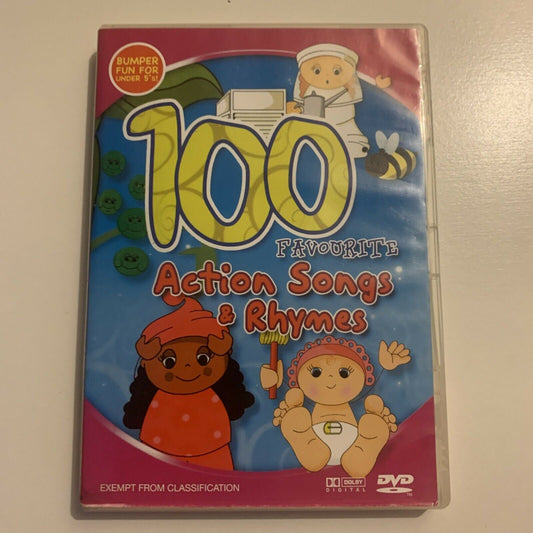 BUMPER
FUN FOR
UNDER 5's!
100
FAVOURITE
Action Songs
& Rhymes
EXEMPT FROM CLASSIFICATION
DOLBY
DIGITAL
DVD